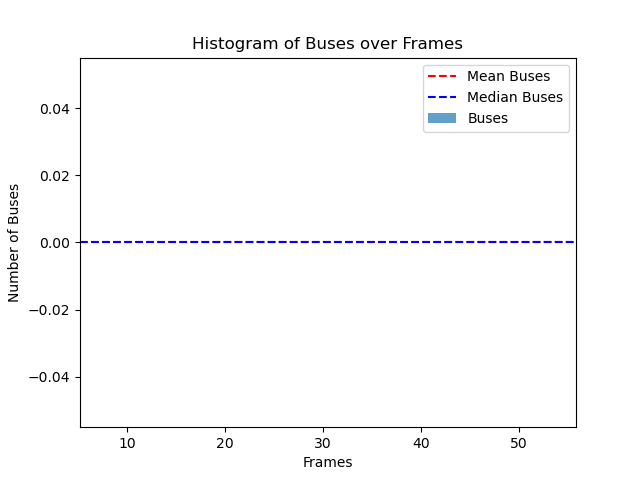 Histogram of Buses over Frames
Mean Buses
Median Buses
Buses
0.04
0.02
0.00
−0.02
−0.04
Number of Buses
10 20 30 40 50
Frames